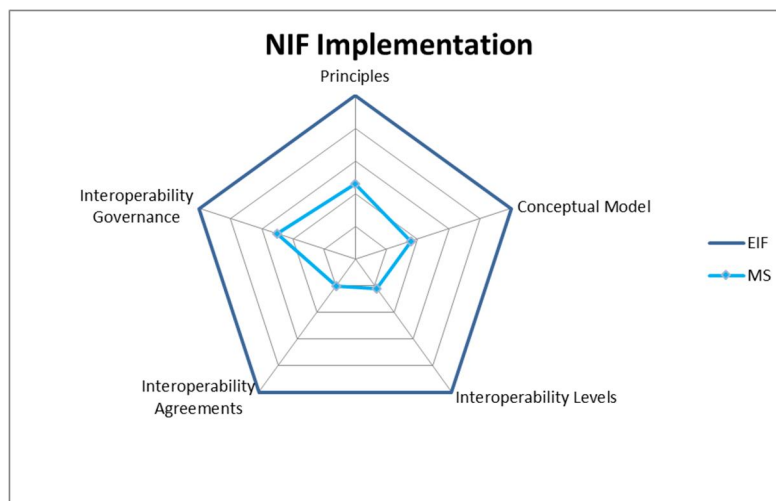 NIF Implementation
Principles
Interoperability
Governance
Conceptual Model
EIF
MS
Interoperability
Agreements
Interoperability Levels